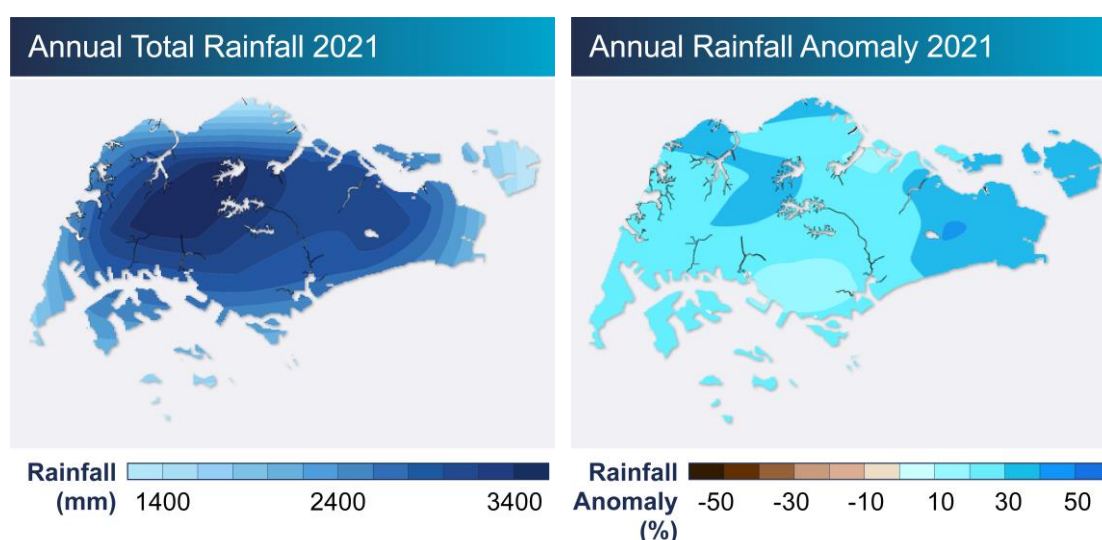 Annual Total Rainfall 2021
Annual Rainfall Anomaly 2021
Rainfall
(mm)
1400 2400 3400
Rainfall
Anomaly
(%)
-50 -30 -10 10 30 50